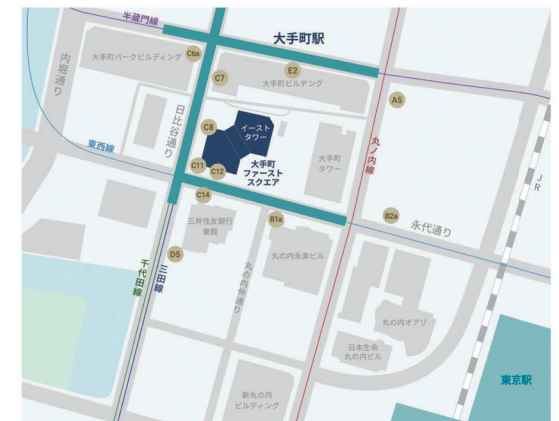 半蔵門線
大手町駅
内堀通り
大手町パークビルディング
C6a
C7
E2
大手町ビルヂング
A5
日比谷通り
C8
イースト
タワー
東西線
大手町
ファースト
スクエア
大手町
タワー
丸ノ内線
JR
C11
C12
C14
B1a
B2a
永代通り
三井住友銀行
東館
丸の内永楽ビル
D5
千代田線
三田線
丸の内仲通り
丸の内オアゾ
日本生命
丸の内ビル
東京駅
新丸の内
ビルディング